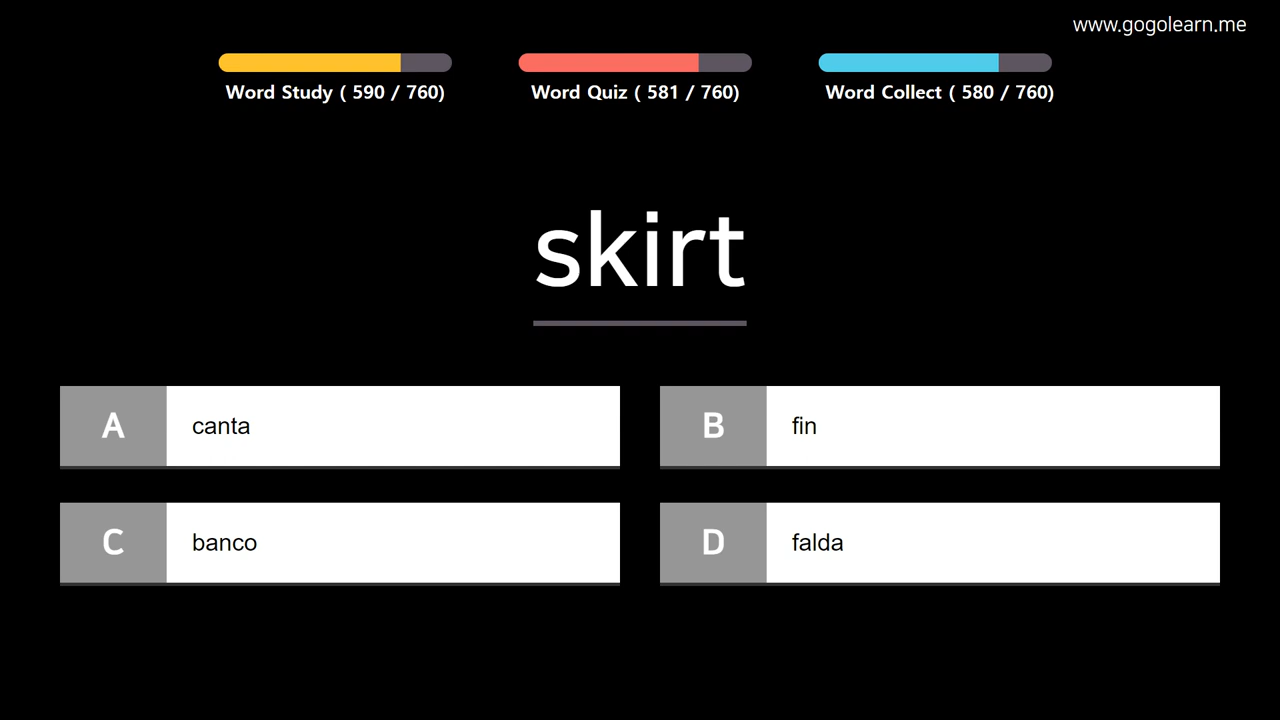 www.gogolearn.me
Word Study ( 590 / 760)
Word Quiz ( 581 / 760)
Word Collect ( 580 / 760)
skirt
A canta
B fin
C banco
D falda